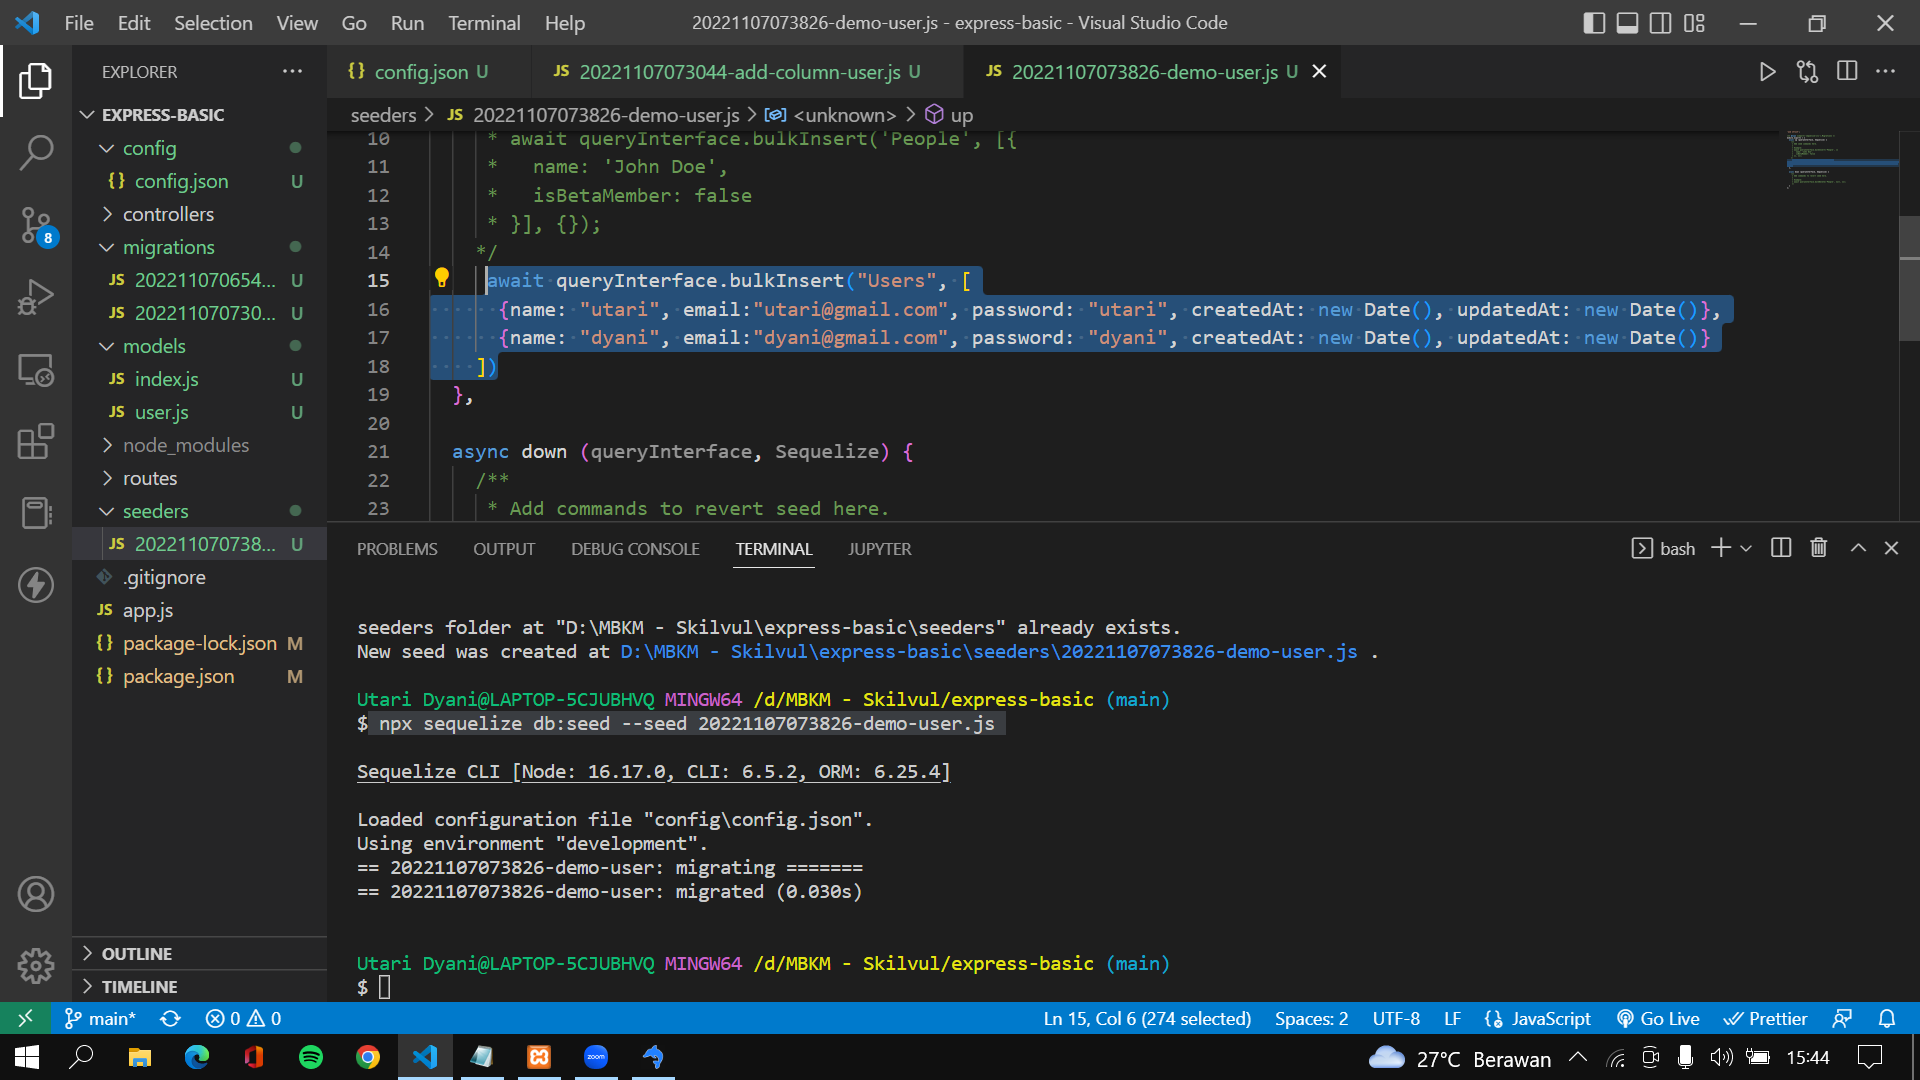 File Edit Selection View Go Run Terminal Help
20221107073826-demo-user.js - express-basic - Visual Studio Code
EXPLORER
EXPRESS-BASIC
config
{} config.json U
controllers
migrations
JS 202211070654... U
JS 202211070730... U
models
JS index.js U
JS user.js U
node_modules
routes
seeders
JS 202211070738... U
.gitignore
JS app.js
{} package-lock.json M
{} package.json M
OUTLINE
TIMELINE
8
{} config.json U
JS 20221107073044-add-column-user.js U
JS 20221107073826-demo-user.js U
seeders > JS 20221107073826-demo-user.js > <unknown> > up
10 * await queryInterface.bulkInsert('People', [{
11 *   name: 'John Doe',
12 *   isBetaMember: false
13 * }], {});
14 */
15 await queryInterface.bulkInsert("Users", [
16 {name: "utari", email:"utari@gmail.com", password: "utari", createdAt: new Date(), updatedAt: new Date()},
17 {name: "dyani", email:"dyani@gmail.com", password: "dyani", createdAt: new Date(), updatedAt: new Date()}
18 ])
19 },
20
21 async down (queryInterface, Sequelize) {
22 /**
23 * Add commands to revert seed here.
PROBLEMS OUTPUT DEBUG CONSOLE TERMINAL JUPYTER
bash
seeders folder at "D:\MBKM - Skilvul\express-basic\seeders" already exists.
New seed was created at D:\MBKM - Skilvul\express-basic\seeders\20221107073826-demo-user.js .
Utari Dyani@LAPTOP-5CJUBHVQ MINGW64 /d/MBKM - Skilvul/express-basic (main)
$ npx sequelize db:seed --seed 20221107073826-demo-user.js
Sequelize CLI [Node: 16.17.0, CLI: 6.5.2, ORM: 6.25.4]
Loaded configuration file "config\config.json".
Using environment "development".
== 20221107073826-demo-user: migrating =======
== 20221107073826-demo-user: migrated (0.030s)
Utari Dyani@LAPTOP-5CJUBHVQ MINGW64 /d/MBKM - Skilvul/express-basic (main)
$
main* 0 0
Ln 15, Col 6 (274 selected) Spaces: 2 UTF-8 LF {} JavaScript Go Live Prettier
zoom
27°C Berawan 15:44